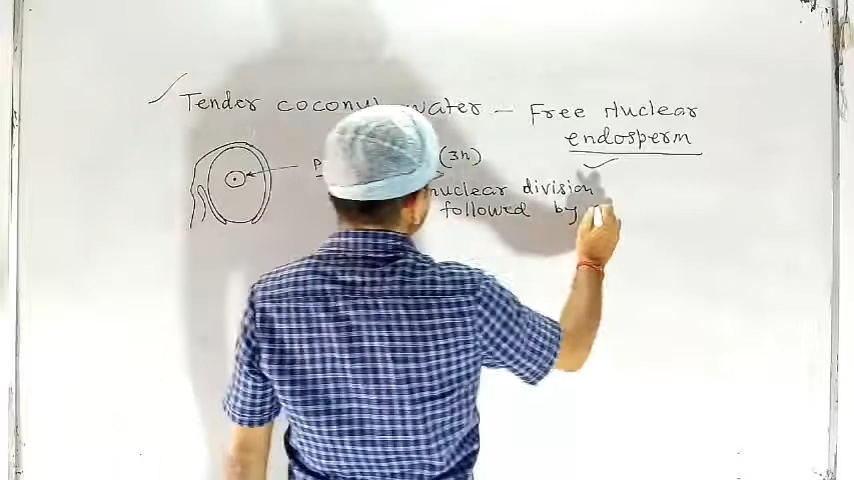 Tender coconut water - Free Nuclear
endosperm
P (3n)
nuclear division
followed by